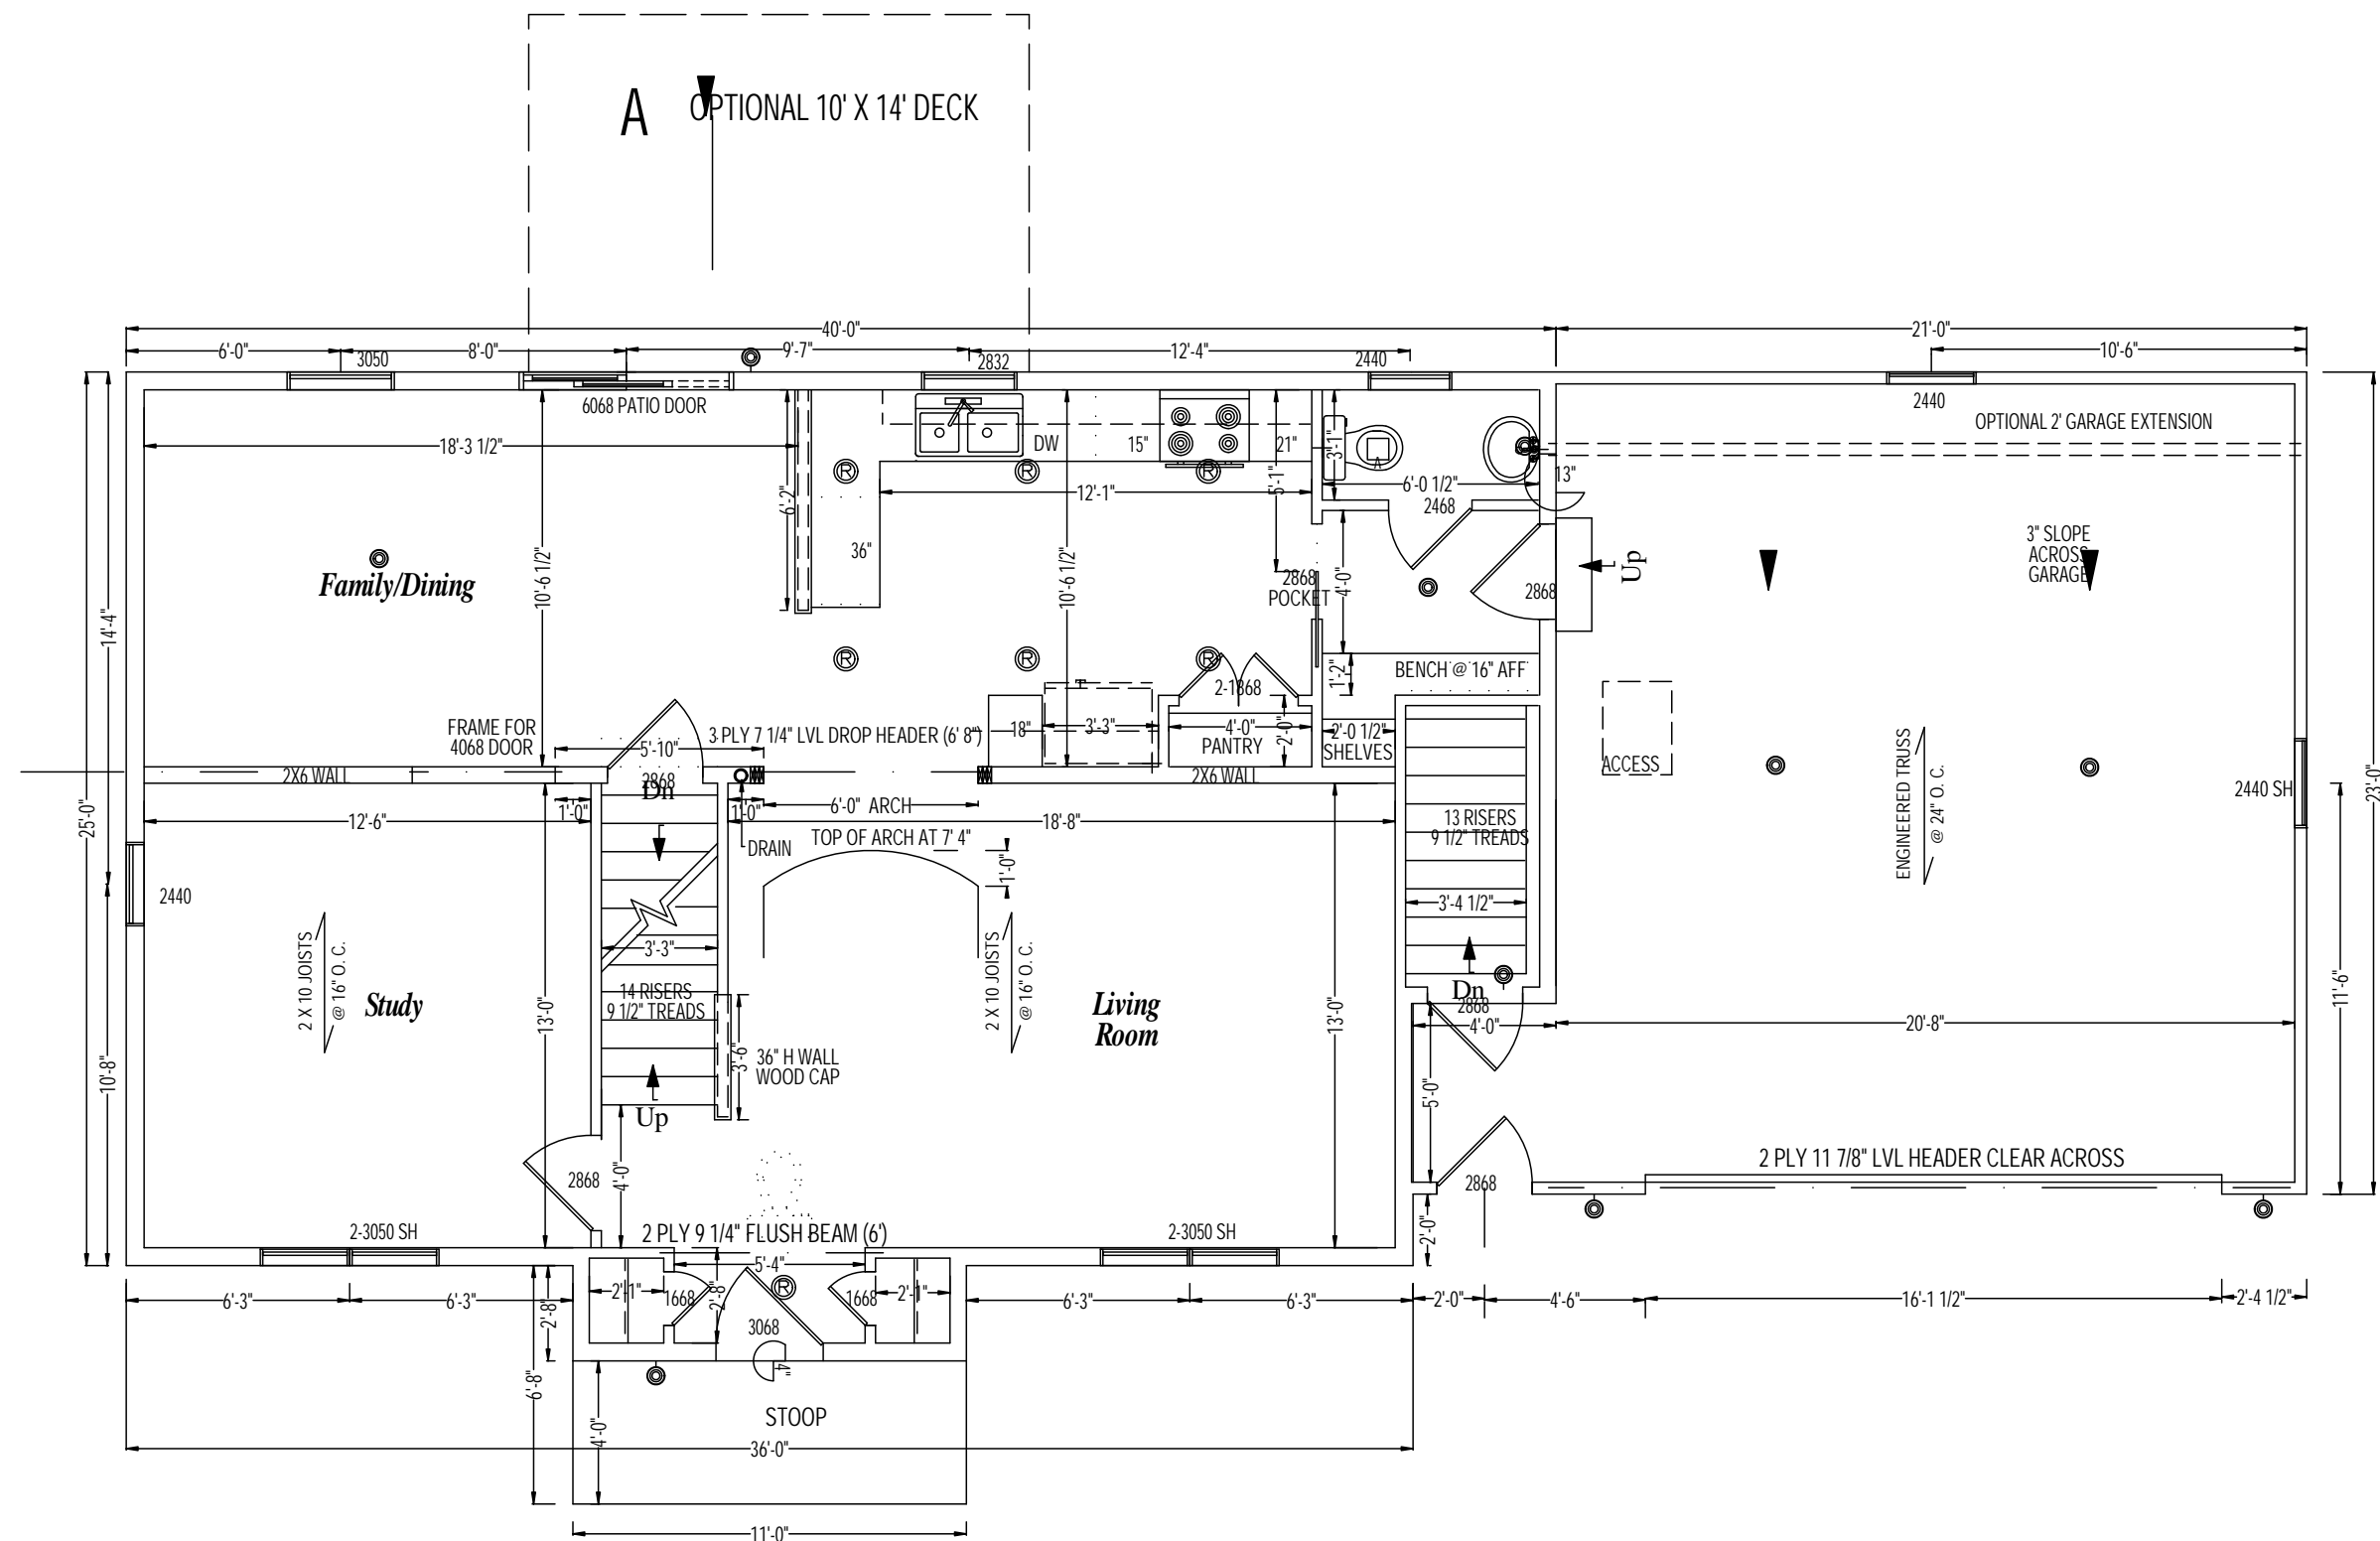 A
OPTIONAL 10' X 14' DECK
40'-0"
21'-0"
6'-0"
3050
8'-0"
9'-7"
2832
12'-4"
2440
10'-6"
6068 PATIO DOOR
2440
OPTIONAL 2' GARAGE EXTENSION
18'-3 1/2"
DW
15"
21"
3'-1"
A
13"
6'-2"
12'-1"
5'-1"
6'-0 1/2"
2468
36"
3" SLOPE
ACROSS
GARAGE
Family/Dining
10'-6 1/2"
10'-6 1/2"
2868
POCKET
4'-0"
2868
Up
14'-4"
1'-2"
BENCH @ 16" AFF
2-1868
FRAME FOR
4068 DOOR
5'-10"
3 PLY 7 1/4" LVL DROP HEADER (6' 8")
18"
3'-3"
4'-0"
PANTRY
2'-0"
2'-0 1/2"
SHELVES
ACCESS
2X6 WALL
2868
Dn
2X6 WALL
ENGINEERED TRUSS
@ 24" O. C.
2440 SH
23'-0"
25'-0"
12'-6"
1'-0"
1'-0"
6'-0" ARCH
18'-8"
13 RISERS
9 1/2" TREADS
DRAIN
TOP OF ARCH AT 7' 4"
1'-0"
2440
3'-4 1/2"
3'-3"
2 X 10 JOISTS
@ 16" O. C.
Study
13'-0"
14 RISERS
9 1/2" TREADS
2 X 10 JOISTS
@ 16" O. C.
Living
Room
13'-0"
Dn
2868
4'-0"
20'-8"
11'-6"
10'-8"
3'-6"
36" H WALL
WOOD CAP
5'-0"
Up
2 PLY 11 7/8" LVL HEADER CLEAR ACROSS
2868
4'-0"
2868
2-3050 SH
2 PLY 9 1/4" FLUSH BEAM (6')
2-3050 SH
2'-0"
5'-4"
6'-3"
6'-3"
2'-8"
2'-1"
1668
2'-8"
®
1668
2'-1"
6'-3"
6'-3"
2'-0"
4'-6"
16'-1 1/2"
2'-4 1/2"
3068
4"
6'-8"
4'-0"
STOOP
36'-0"
11'-0"